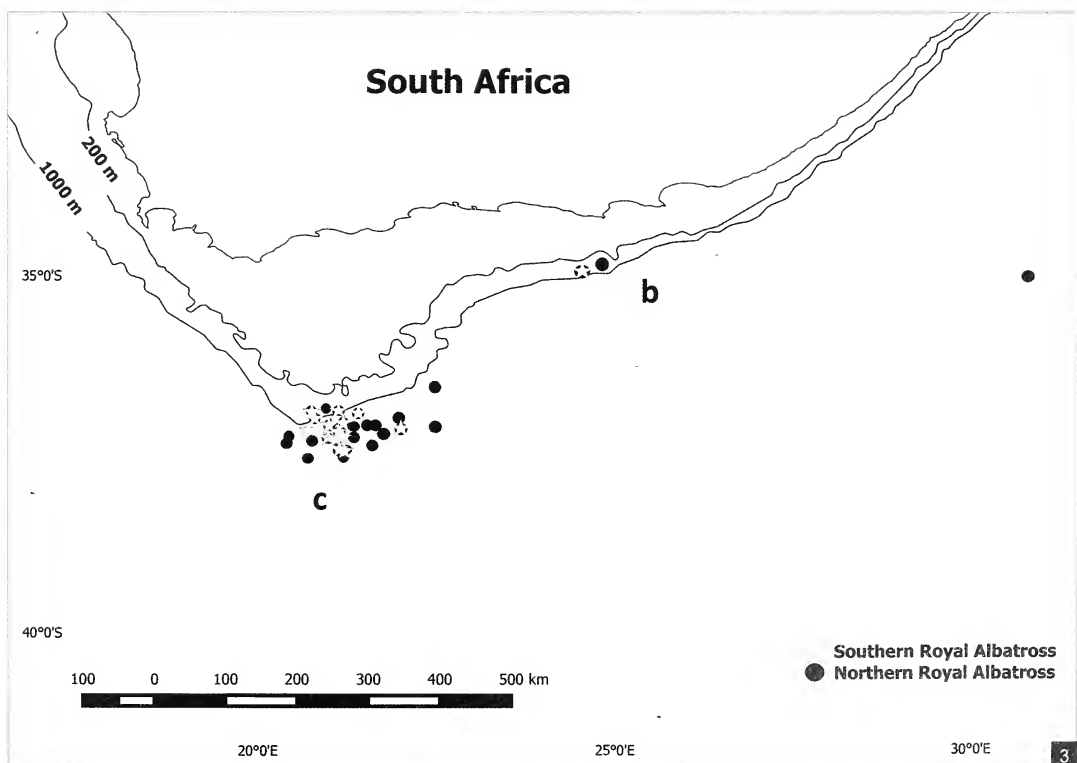 South Africa
200 m
1000 m
35°0'S
b
c
40°0'S
Southern Royal Albatross
Northern Royal Albatross
100 0 100 200 300 400 500 km
20°0'E 25°0'E 30°0'E
3